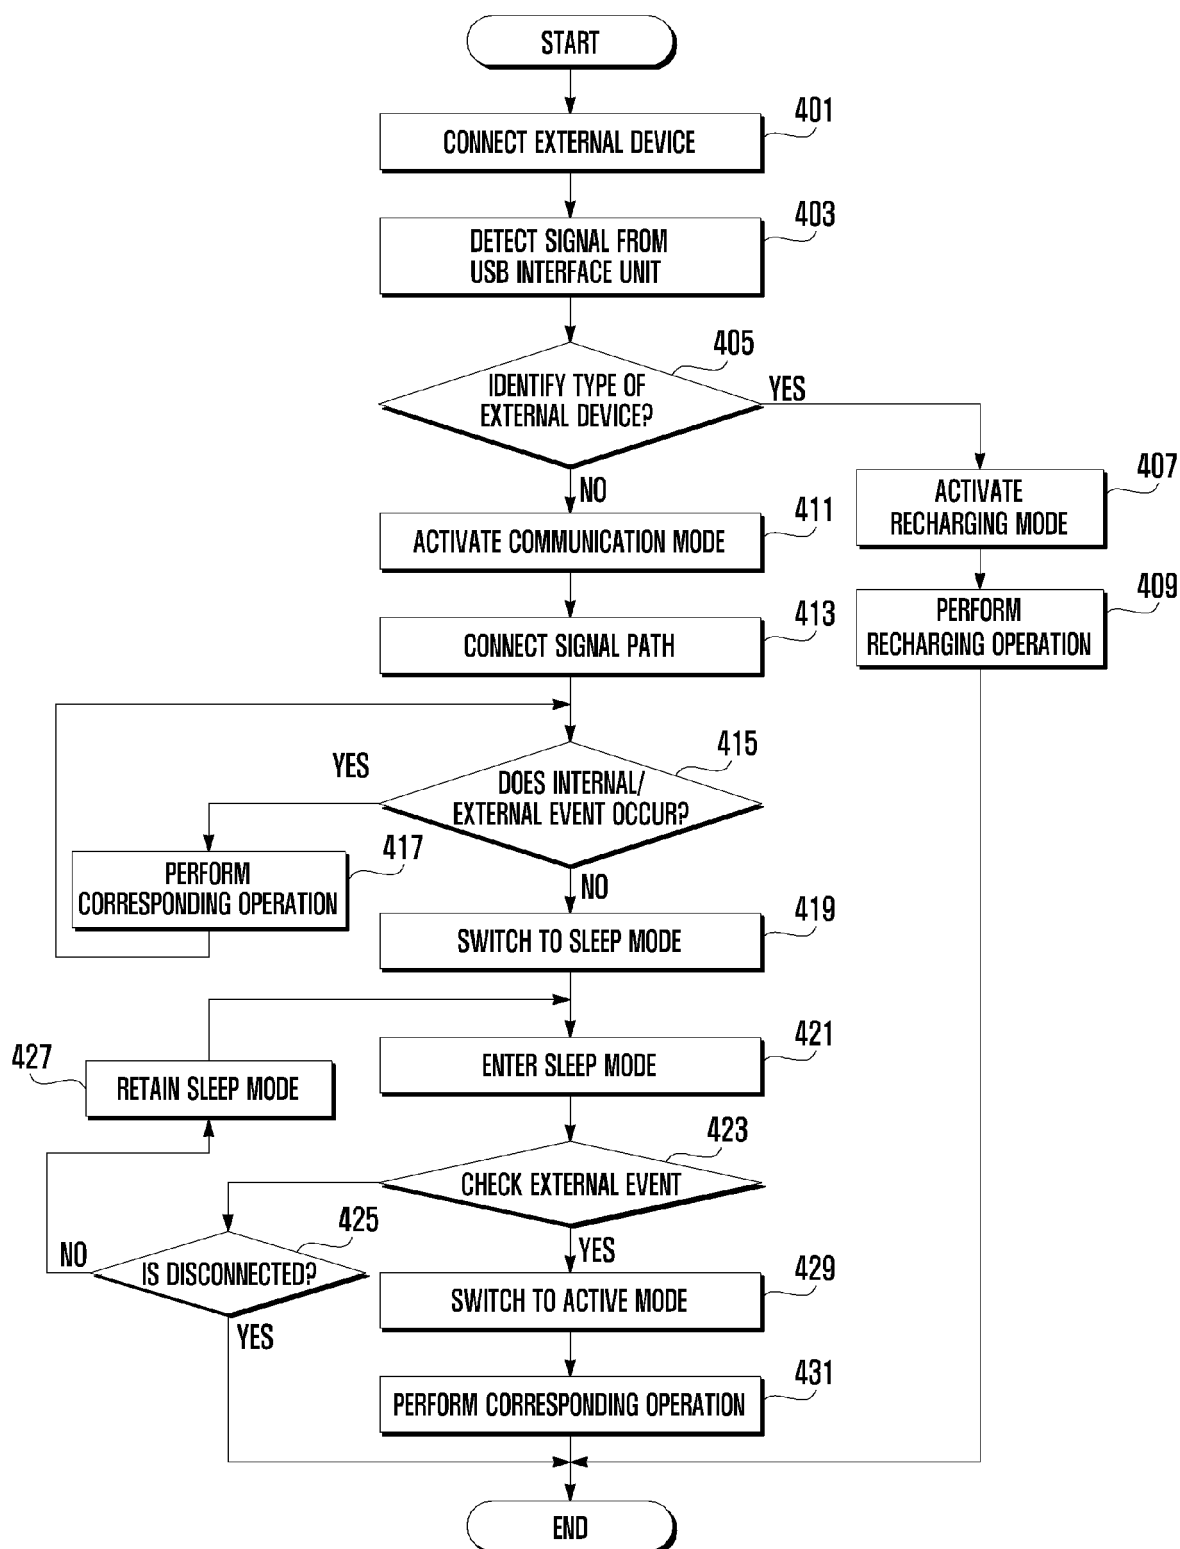 START
401
CONNECT EXTERNAL DEVICE
403
DETECT SIGNAL FROM
USB INTERFACE UNIT
405
IDENTIFY TYPE OF
EXTERNAL DEVICE?
YES
NO
407
ACTIVATE
RECHARGING MODE
409
PERFORM
RECHARGING OPERATION
411
ACTIVATE COMMUNICATION MODE
413
CONNECT SIGNAL PATH
415
DOES INTERNAL/
EXTERNAL EVENT OCCUR?
YES
NO
417
PERFORM
CORRESPONDING OPERATION
419
SWITCH TO SLEEP MODE
421
ENTER SLEEP MODE
427
RETAIN SLEEP MODE
423
CHECK EXTERNAL EVENT
YES
425
IS DISCONNECTED?
NO
YES
429
SWITCH TO ACTIVE MODE
431
PERFORM CORRESPONDING OPERATION
END